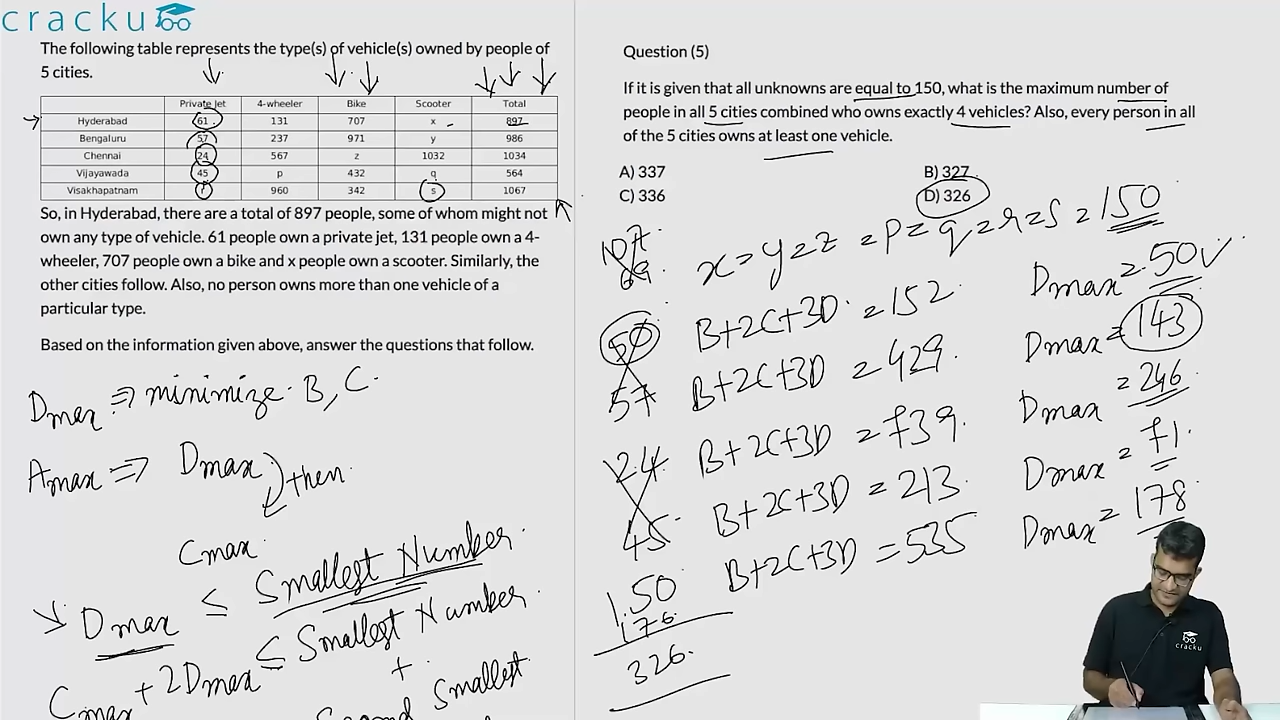 cracku
The following table represents the type(s) of vehicle(s) owned by people of
5 cities.
Private Jet 4-wheeler Bike Scooter Total
Hyderabad 61 131 707 x 897
Bengaluru 57 237 971 y 986
Chennai 24 567 z 1032 1034
Vijayawada 45 p 432 q 564
Visakhapatnam r 960 342 s 1067
So, in Hyderabad, there are a total of 897 people, some of whom might not
own any type of vehicle. 61 people own a private jet, 131 people own a 4-
wheeler, 707 people own a bike and x people own a scooter. Similarly, the
other cities follow. Also, no person owns more than one vehicle of a
particular type.
Based on the information given above, answer the questions that follow.
Dmax => minimize B, C.
Amax => Dmax then
Cmax.
Dmax ≤ Smallest Number.
Cmax + 2Dmax ≤ Smallest Number
+
Second Smallest
Question (5)
If it is given that all unknowns are equal to 150, what is the maximum number of
people in all 5 cities combined who owns exactly 4 vehicles? Also, every person in all
of the 5 cities owns at least one vehicle.
A) 337 B) 327
C) 336 D) 326
107
69
x=y=z=p=q=r=s=150
50 B+2C+3D=152 Dmax=50
57 B+2C+3D=429 Dmax=143
24 B+2C+3D=739 Dmax=246
45 B+2C+3D=213 Dmax=71
150 B+2C+3D=535 Dmax=178
176
326
cracku